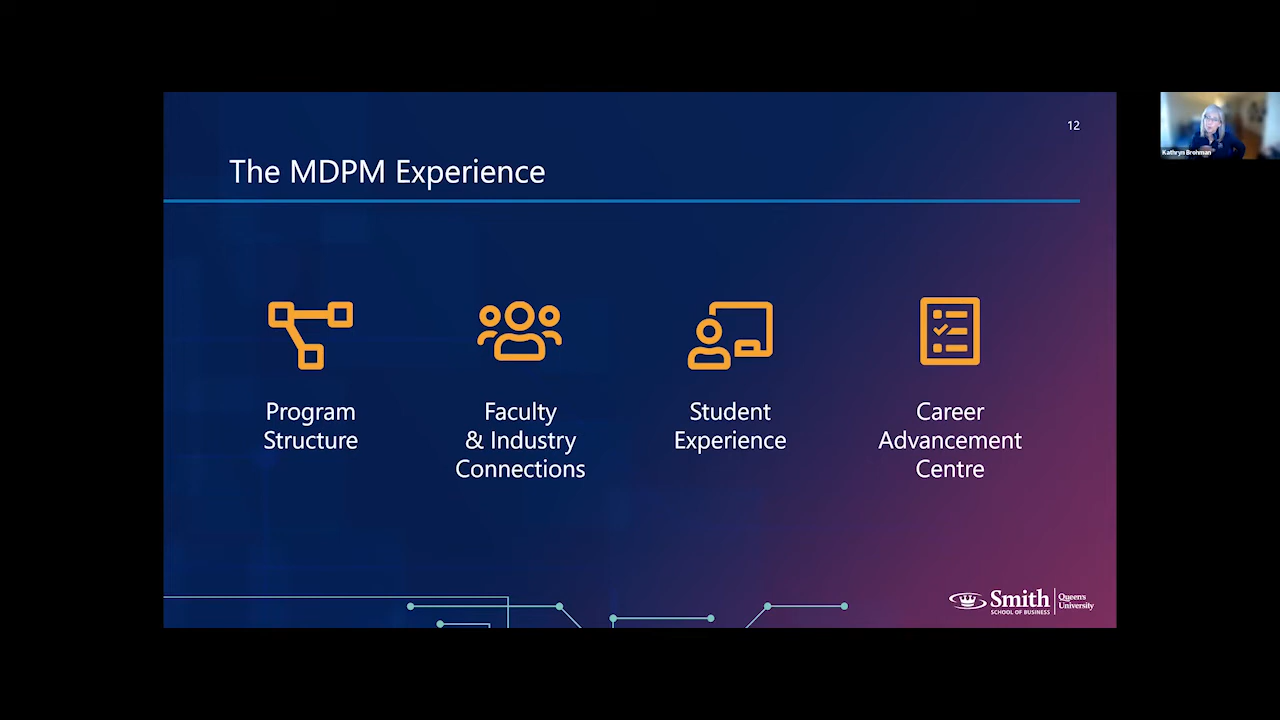 12
Kathryn Brohman
The MDPM Experience
Program
Structure
Faculty
& Industry
Connections
Student
Experience
Career
Advancement
Centre
Smith
SCHOOL OF BUSINESS
Queen's
University